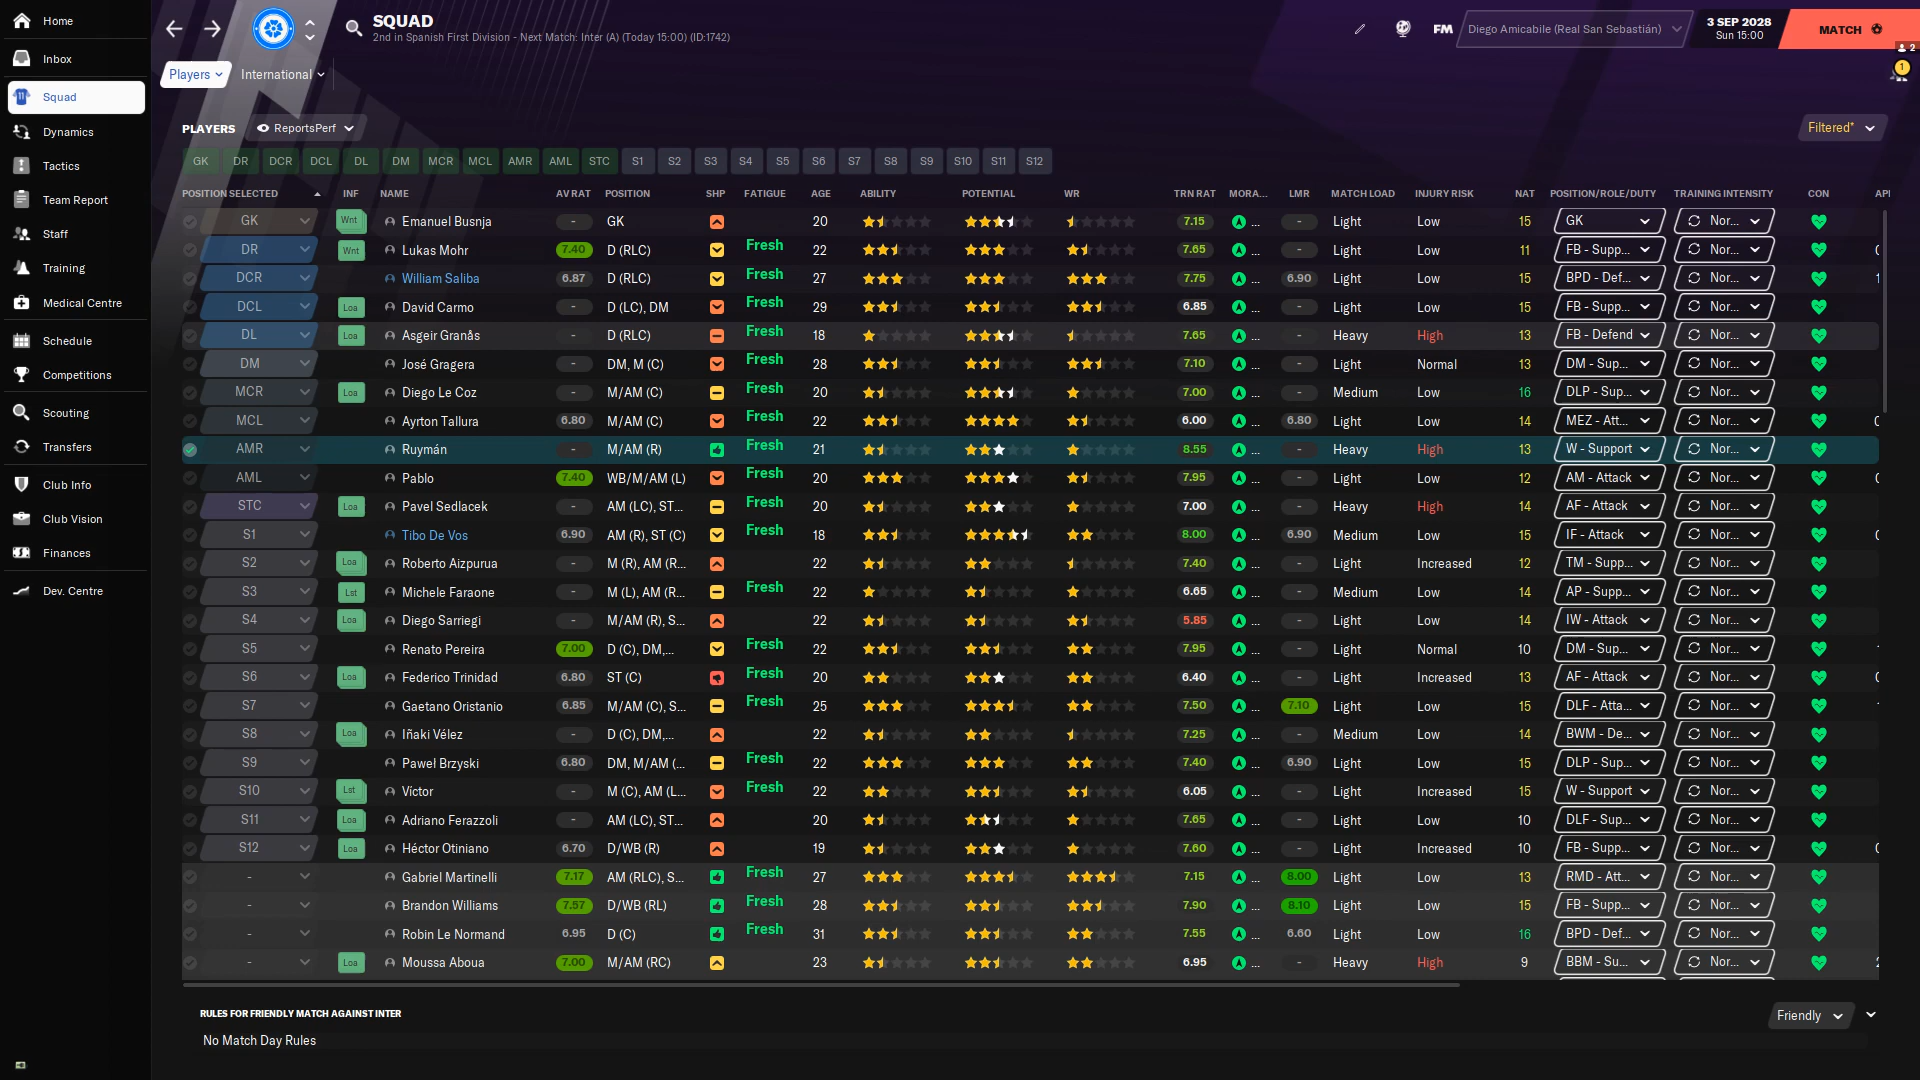 Home
Inbox
Squad
Dynamics
Tactics
Team Report
Staff
Training
Medical Centre
Schedule
Competitions
Scouting
Transfers
Club Info
Club Vision
Finances
Dev. Centre
SQUAD
2nd in Spanish First Division - Next Match: Inter (A) (Today 15:00) (ID:1742)
FM
Diego Amicabile (Real San Sebastián)
3 SEP 2028
Sun 15:00
MATCH
2
1
Players
International
PLAYERS
ReportsPerf
Filtered*
GK DR DCR DCL DL DM MCR MCL AMR AML STC S1 S2 S3 S4 S5 S6 S7 S8 S9 S10 S11 S12
POSITION SELECTED INF NAME AV RAT POSITION SHP FATIGUE AGE ABILITY POTENTIAL WR TRN RAT MORA... LMR MATCH LOAD INJURY RISK NAT POSITION/ROLE/DUTY TRAINING INTENSITY CON
GK Wnt Emanuel Busnja - GK 20 7.15 ... - Light Low 15 GK Nor...
DR Wnt Lukas Mohr 7.40 D (RLC) Fresh 22 7.65 ... - Light Low 11 FB - Supp... Nor...
DCR William Saliba 6.87 D (RLC) Fresh 27 7.75 ... 6.90 Light Low 15 BPD - Def... Nor...
DCL Loa David Carmo - D (LC), DM Fresh 29 6.85 ... - Light Low 15 FB - Supp... Nor...
DL Loa Asgeir Granås - D (RLC) Fresh 18 7.65 ... - Heavy High 13 FB - Defend Nor...
DM José Gragera - DM, M (C) Fresh 28 7.10 ... - Light Normal 13 DM - Sup... Nor...
MCR Loa Diego Le Coz - M/AM (C) Fresh 20 7.00 ... - Medium Low 16 DLP - Sup... Nor...
MCL Ayrton Tallura 6.80 M/AM (C) Fresh 22 6.00 ... 6.80 Light Low 14 MEZ - Att... Nor...
AMR Ruymán - M/AM (R) Fresh 21 8.55 ... - Heavy High 13 W - Support Nor...
AML Pablo 7.40 WB/M/AM (L) Fresh 20 7.95 ... - Light Low 12 AM - Attack Nor...
STC Loa Pavel Sedlacek - AM (LC), ST... Fresh 20 7.00 ... - Heavy High 14 AF - Attack Nor...
S1 Tibo De Vos 6.90 AM (R), ST (C) Fresh 18 8.00 ... 6.90 Medium Low 15 IF - Attack Nor...
S2 Loa Roberto Aizpurua - M (R), AM (R... 22 7.40 ... - Light Increased 12 TM - Supp... Nor...
S3 Lst Michele Faraone - M (L), AM (R... Fresh 22 6.65 ... - Medium Low 14 AP - Supp... Nor...
S4 Loa Diego Sarriegi - M/AM (R), S... 22 5.85 ... - Light Low 14 IW - Attack Nor...
S5 Renato Pereira 7.00 D (C), DM,... Fresh 22 7.95 ... - Light Normal 10 DM - Sup... Nor...
S6 Loa Federico Trinidad 6.80 ST (C) Fresh 20 6.40 ... - Light Increased 13 AF - Attack Nor...
S7 Gaetano Oristanio 6.85 M/AM (C), S... Fresh 25 7.50 ... 7.10 Light Low 15 DLF - Atta... Nor...
S8 Loa Iñaki Vélez - D (C), DM,... 22 7.25 ... - Medium Low 14 BWM - De... Nor...
S9 Paweł Brzyski 6.80 DM, M/AM (... Fresh 22 7.40 ... 6.90 Light Low 15 DLP - Sup... Nor...
S10 Lst Víctor - M (C), AM (L... Fresh 22 6.05 ... - Light Increased 15 W - Support Nor...
S11 Loa Adriano Ferazzoli - AM (LC), ST... 20 7.65 ... - Light Low 10 DLF - Sup... Nor...
S12 Loa Héctor Otiniano 6.70 D/WB (R) 19 7.60 ... - Light Increased 10 FB - Supp... Nor...
- Gabriel Martinelli 7.17 AM (RLC), S... Fresh 27 7.15 ... 8.00 Light Low 13 RMD - Att... Nor...
- Brandon Williams 7.57 D/WB (RL) Fresh 28 7.90 ... 8.10 Light Low 15 FB - Supp... Nor...
- Robin Le Normand 6.95 D (C) Fresh 31 7.55 ... 6.60 Light Low 16 BPD - Def... Nor...
- Loa Moussa Aboua 7.00 M/AM (RC) 23 6.95 ... - Heavy High 9 BBM - Su... Nor...
RULES FOR FRIENDLY MATCH AGAINST INTER
Friendly
No Match Day Rules